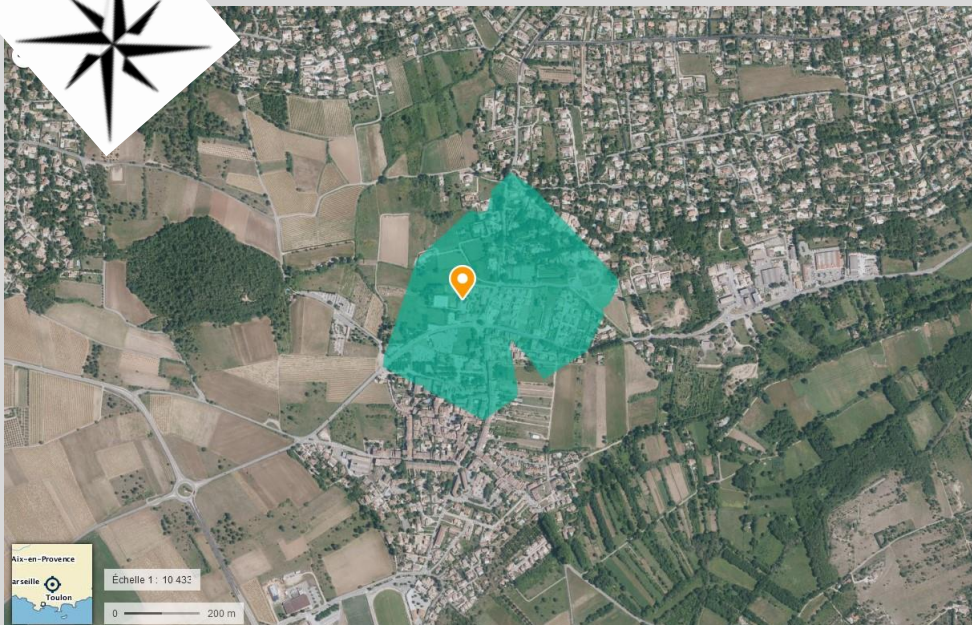 Aix-en-Provence
arseille
Toulon
Échelle 1 : 10 433
0 200 m